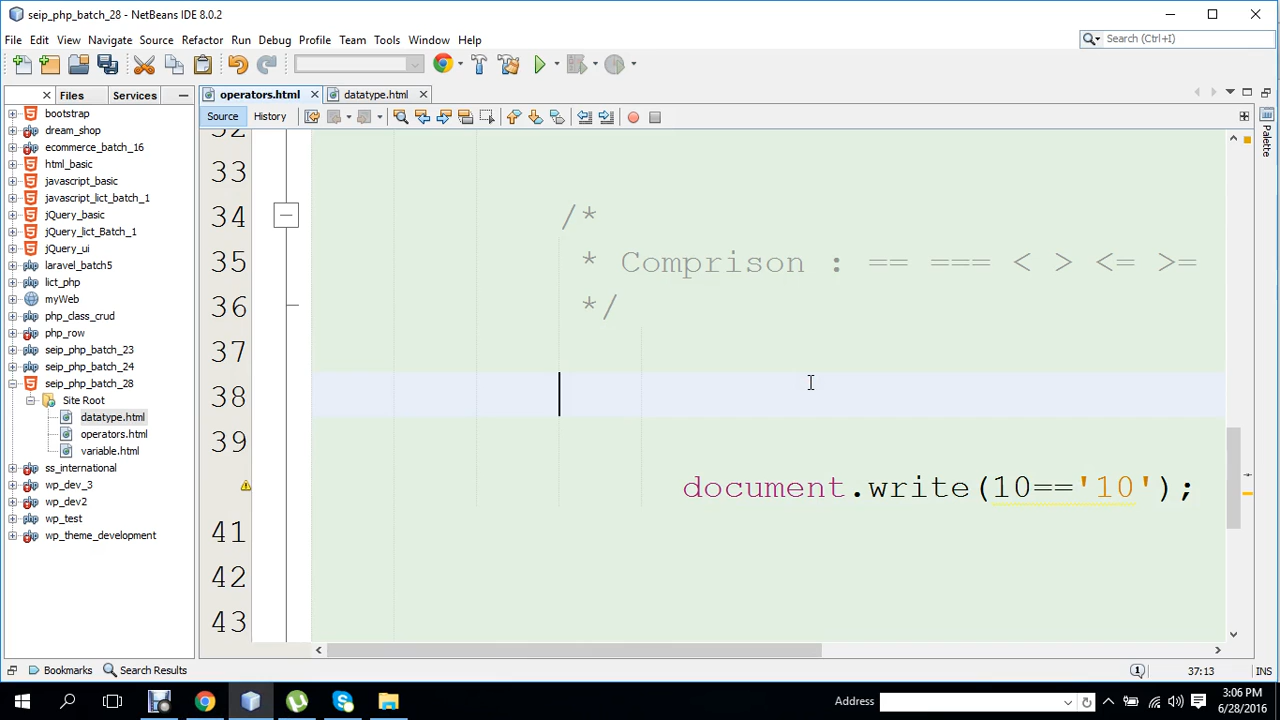 seip_php_batch_28 - NetBeans IDE 8.0.2
File Edit View Navigate Source Refactor Run Debug Profile Team Tools Window Help
Search (Ctrl+I)
Files Services
operators.html datatype.html
Source History
bootstrap
dream_shop
ecommerce_batch_16
html_basic
javascript_basic
javascript_lict_batch_1
jQuery_basic
jQuery_lict_Batch_1
jQuery_ui
laravel_batch5
lict_php
myWeb
php_class_crud
php_row
seip_php_batch_23
seip_php_batch_24
seip_php_batch_28
Site Root
datatype.html
operators.html
variable.html
ss_international
wp_dev_3
wp_dev2
wp_test
wp_theme_development
32
33
34 /*
35 * Comprison : == === < > <= >=
36 */
37
38
39
document.write(10=='10');
41
42
43
Palette
Bookmarks Search Results
37:13 INS
Address
3:06 PM
6/28/2016